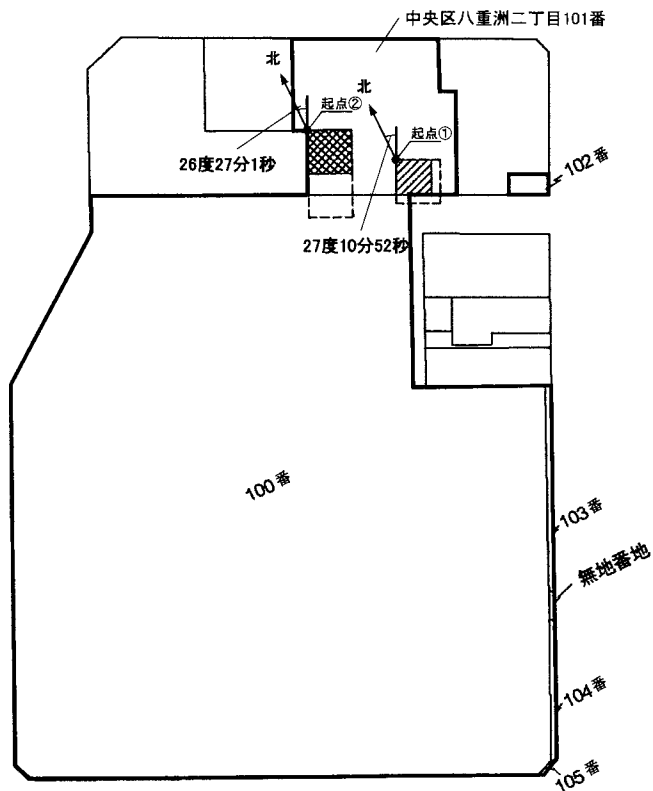 中央区八重洲二丁目101番
北
起点②
北
起点①
26度27分1秒
102番
27度10分52秒
100番
103番
無地番地
104番
105番